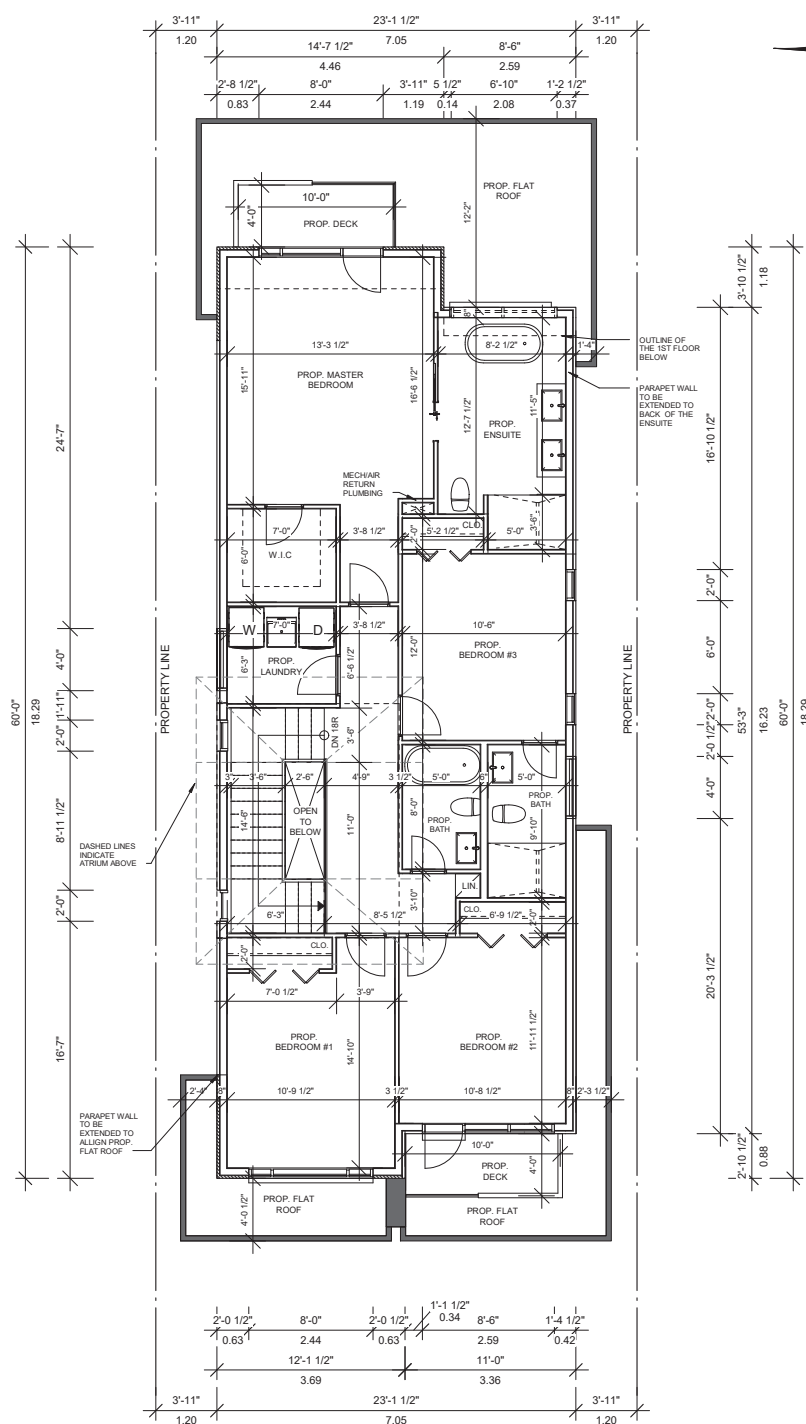 3'-11" 23'-1 1/2" 3'-11"
1.20 7.05 1.20
14'-7 1/2" 8'-6"
4.46 2.59
2'-8 1/2" 8'-0" 3'-11" 5 1/2" 6'-10" 1'-2 1/2"
0.83 2.44 1.19 0.14 2.08 0.37
PROP. FLAT
ROOF
12'-2"
10'-0"
4'-0"
PROP. DECK
3'-10 1/2"
1.18
8"
13'-3 1/2"
8'-2 1/2"
1'-4"
OUTLINE OF
THE 1ST FLOOR
BELOW
PROP. MASTER
BEDROOM
15'-11"
16'-6 1/2"
12'-7 1/2"
11'-5"
PARAPET WALL
TO BE
EXTENDED TO
BACK OF THE
ENSUITE
PROP.
ENSUITE
24'-7"
16'-10 1/2"
MECH/AIR
RETURN
PLUMBING
CLO.
7'-0" 3'-8 1/2" 5'-2 1/2" 5'-0"
2'-0"
3'-6"
6'-0"
W.I.C
2'-0"
W
7'-0"
D
3'-8 1/2"
10'-6"
PROP.
LAUNDRY
6'-3"
6'-6 1/2"
12'-0"
PROP.
BEDROOM #3
4'-0"
6'-0"
PROPERTY LINE
PROPERTY LINE
1'-11"
2'-0"
2'-0"
2'-0 1/2"
60'-0"
18.29
53'-3"
16.23
60'-0"
18.29
DN 18R
3'-6"
3" 3'-6" 2'-6" 4'-9" 3 1/2" 5'-0" 6" 5'-0"
4'-0"
PROP.
BATH
OPEN
TO
BELOW
14'-6"
11'-0"
8'-0"
PROP.
BATH
9'-10"
8'-11 1/2"
DASHED LINES
INDICATE
ATRIUM ABOVE
LIN.
3'-10"
2'-0"
6'-3" 8'-5 1/2" 6'-9 1/2"
CLO.
2'-0"
CLO.
2'-0"
7'-0 1/2" 3'-9"
20'-3 1/2"
16'-7"
PROP.
BEDROOM #1
14'-10"
PROP.
BEDROOM #2
11'-11 1/2"
2'-4" 8" 10'-9 1/2" 3 1/2" 10'-8 1/2" 8" 2'-3 1/2"
PARAPET WALL
TO BE
EXTENDED TO
ALLIGN PROP.
FLAT ROOF
10'-0"
PROP.
DECK
4'-0"
2'-10 1/2"
0.88
PROP. FLAT
ROOF
4'-0 1/2"
PROP. FLAT
ROOF
1'-1 1/2"
0.34
2'-0 1/2" 8'-0" 2'-0 1/2" 8'-6" 1'-4 1/2"
0.63 2.44 0.63 2.59 0.42
12'-1 1/2" 11'-0"
3.69 3.36
3'-11" 23'-1 1/2" 3'-11"
1.20 7.05 1.20